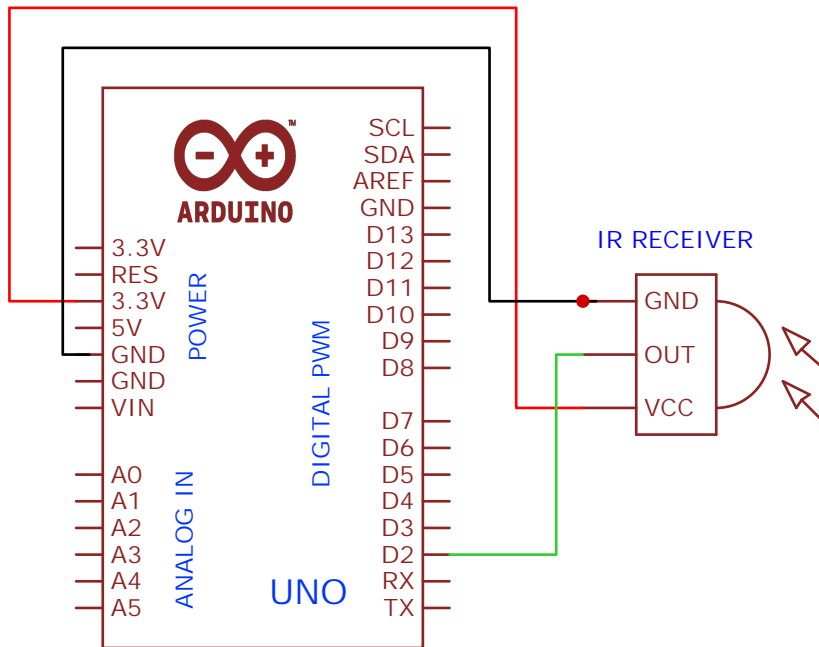 ARDUINO
™
3.3V
RES
3.3V
5V
GND
GND
VIN
POWER
A0
A1
A2
A3
A4
A5
ANALOG IN
SCL
SDA
AREF
GND
D13
D12
D11
D10
D9
D8
D7
D6
D5
D4
D3
D2
RX
TX
DIGITAL PWM
UNO
IR RECEIVER
GND
OUT
VCC